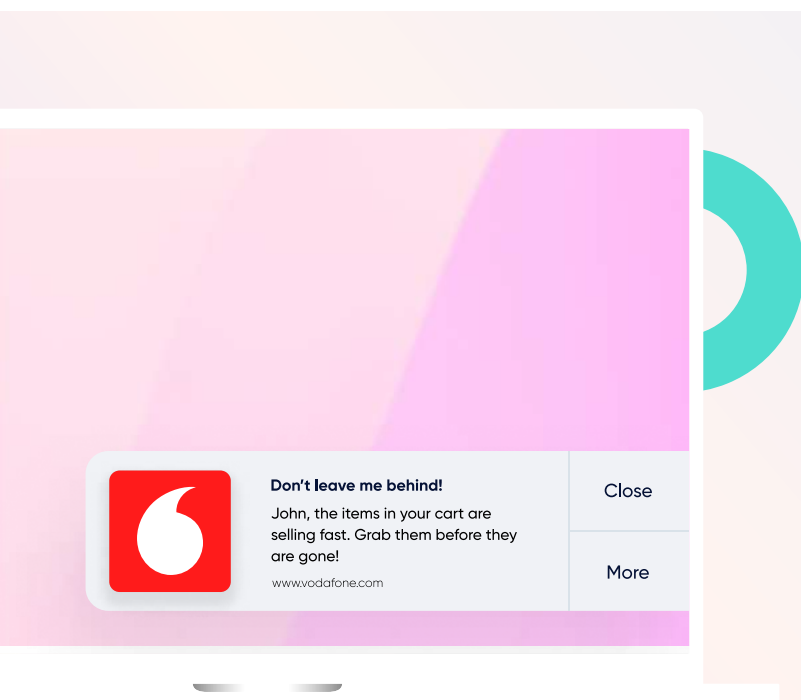 Don’t leave me behind!
John, the items in your cart are
selling fast. Grab them before they
are gone!
www.vodafone.com
Close
More